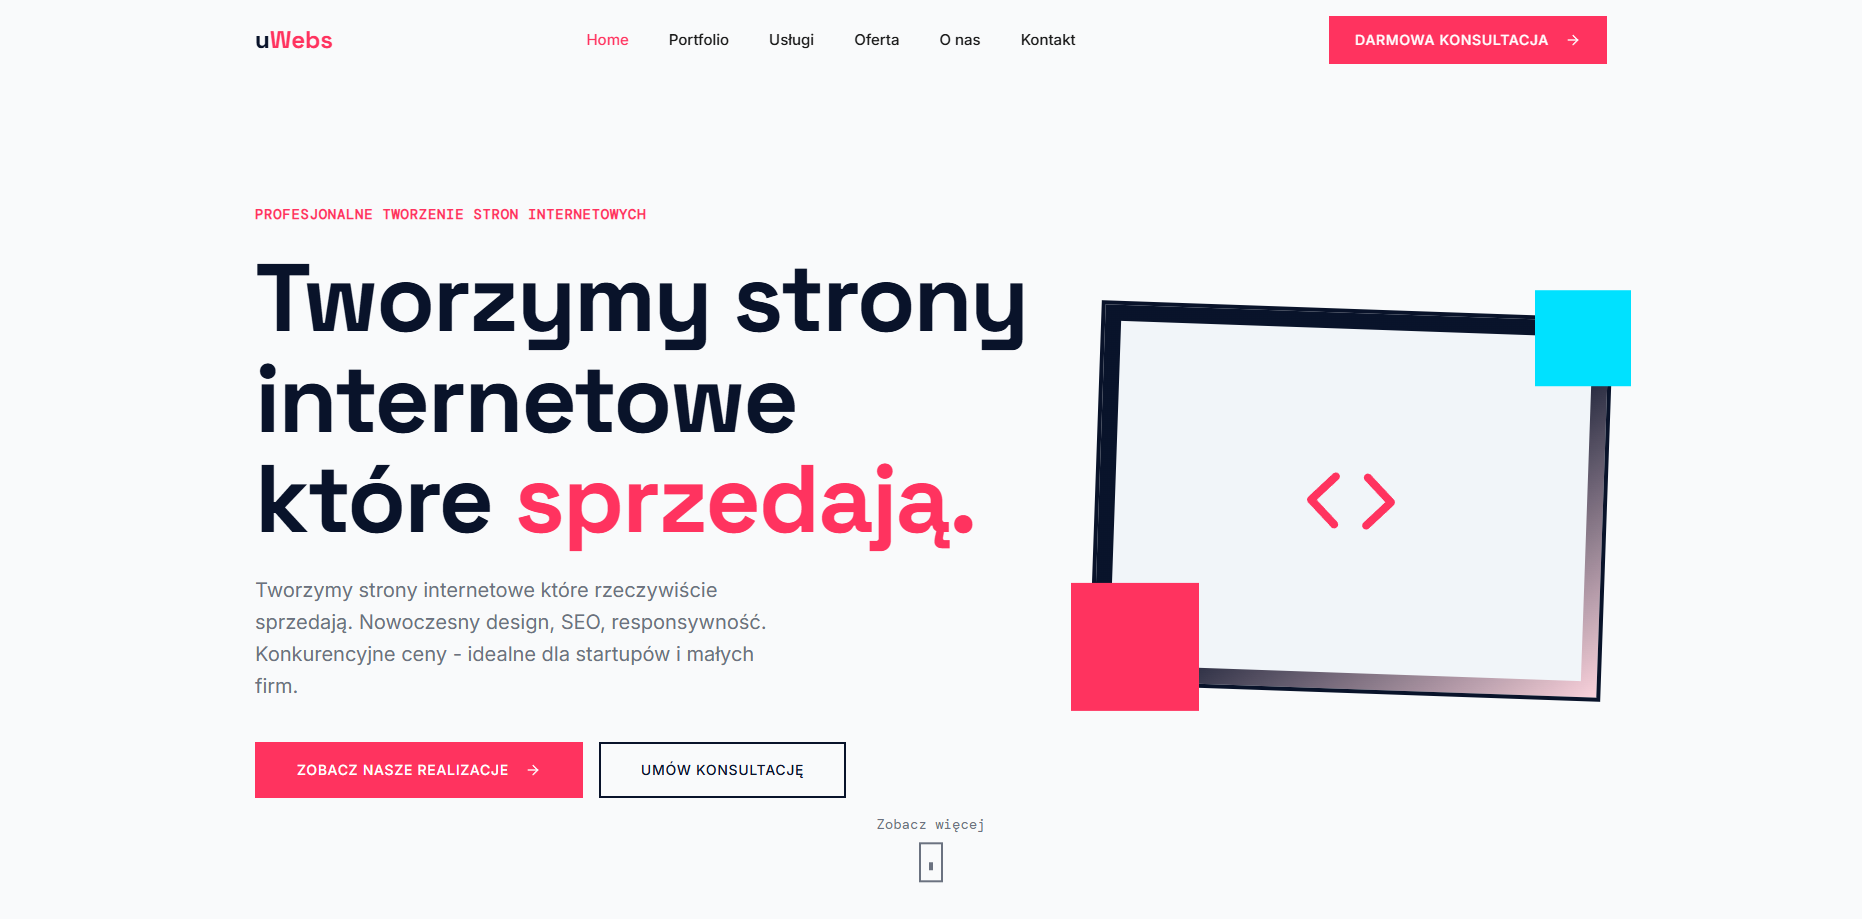 uWebs
Home Portfolio Usługi Oferta O nas Kontakt
DARMOWA KONSULTACJA →
PROFESJONALNE TWORZENIE STRON INTERNETOWYCH
Tworzymy strony
internetowe
które sprzedają.
Tworzymy strony internetowe które rzeczywiście
sprzedają. Nowoczesny design, SEO, responsywność.
Konkurencyjne ceny - idealne dla startupów i małych
firm.
ZOBACZ NASZE REALIZACJE →
UMÓW KONSULTACJĘ
Zobacz więcej